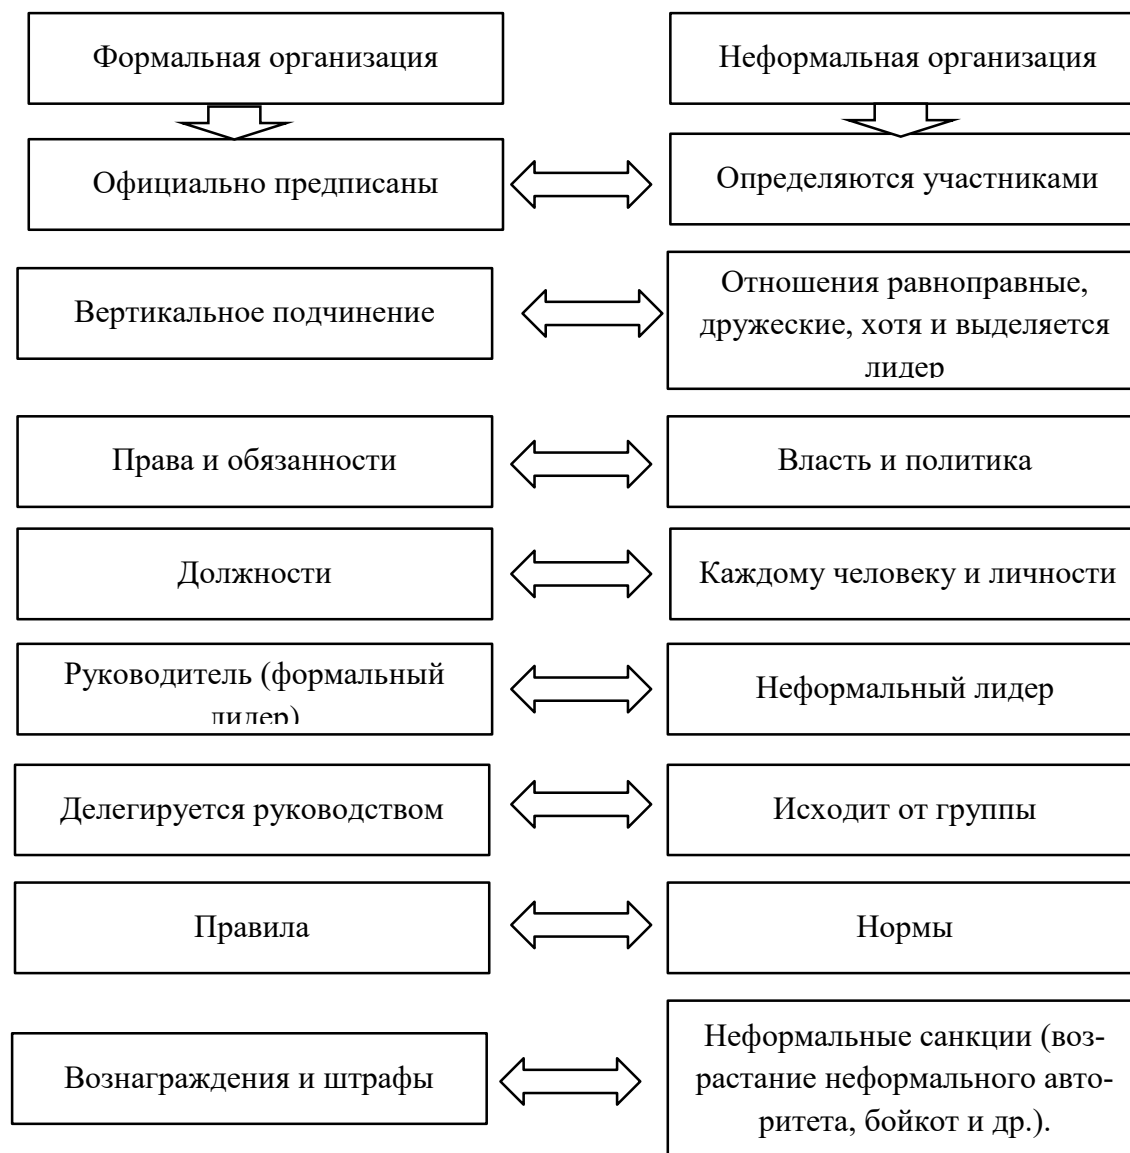 Формальная организация
Неформальная организация
Официально предписаны
Определяются участниками
Вертикальное подчинение
Отношения равноправные,
дружеские, хотя и выделяется
лидер
Права и обязанности
Власть и политика
Должности
Каждому человеку и личности
Руководитель (формальный
лидер)
Неформальный лидер
Делегируется руководством
Исходит от группы
Правила
Нормы
Вознаграждения и штрафы
Неформальные санкции (воз-
растание неформального авто-
ритета, бойкот и др.).